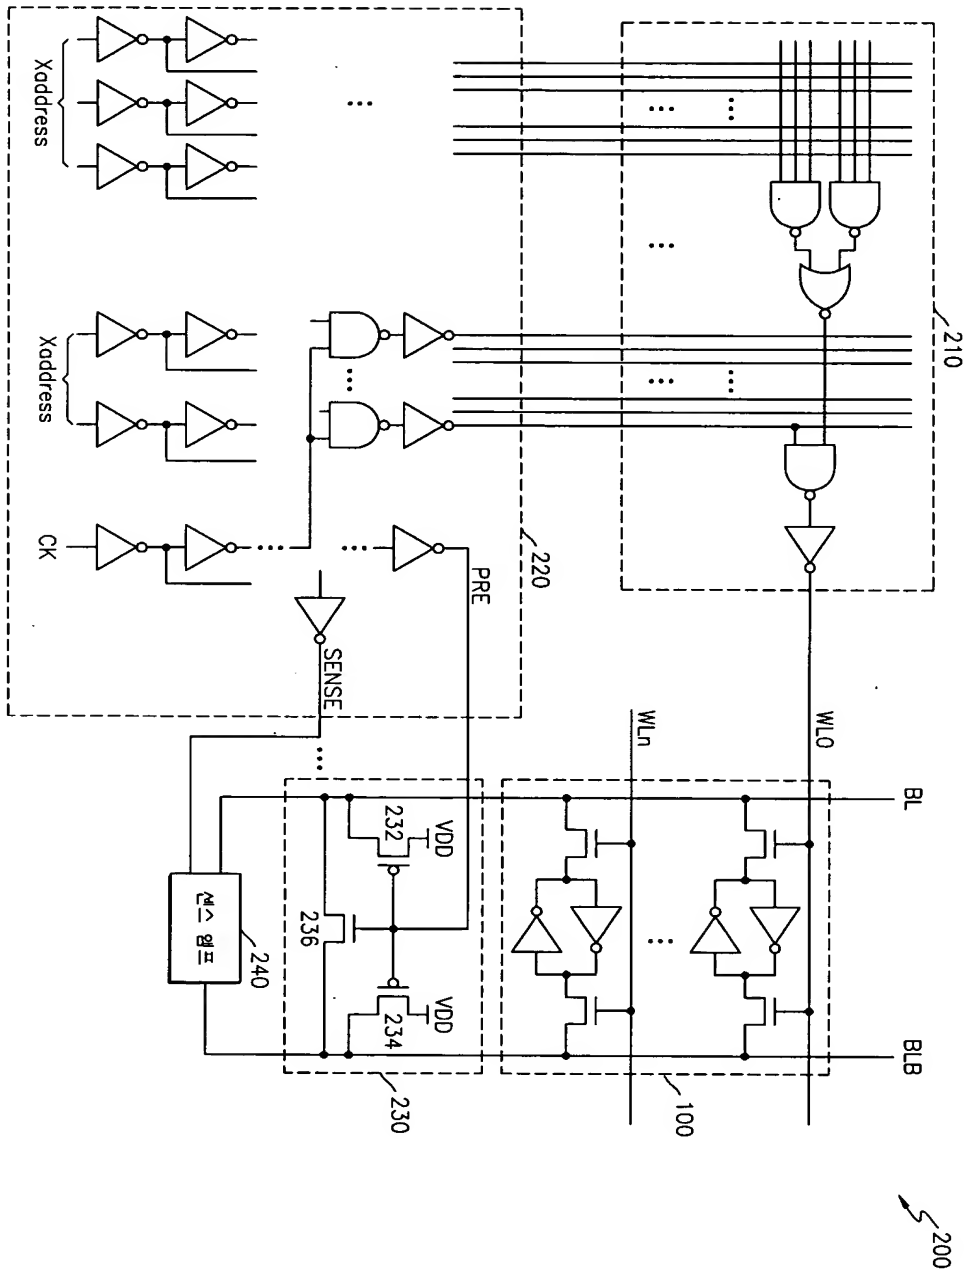 200
210
BL
BLB
WL0
100
WLn
220
PRE
VDD
VDD
232
234
230
SENSE
236
240
센스 앰프
Xaddress
Xaddress
CK